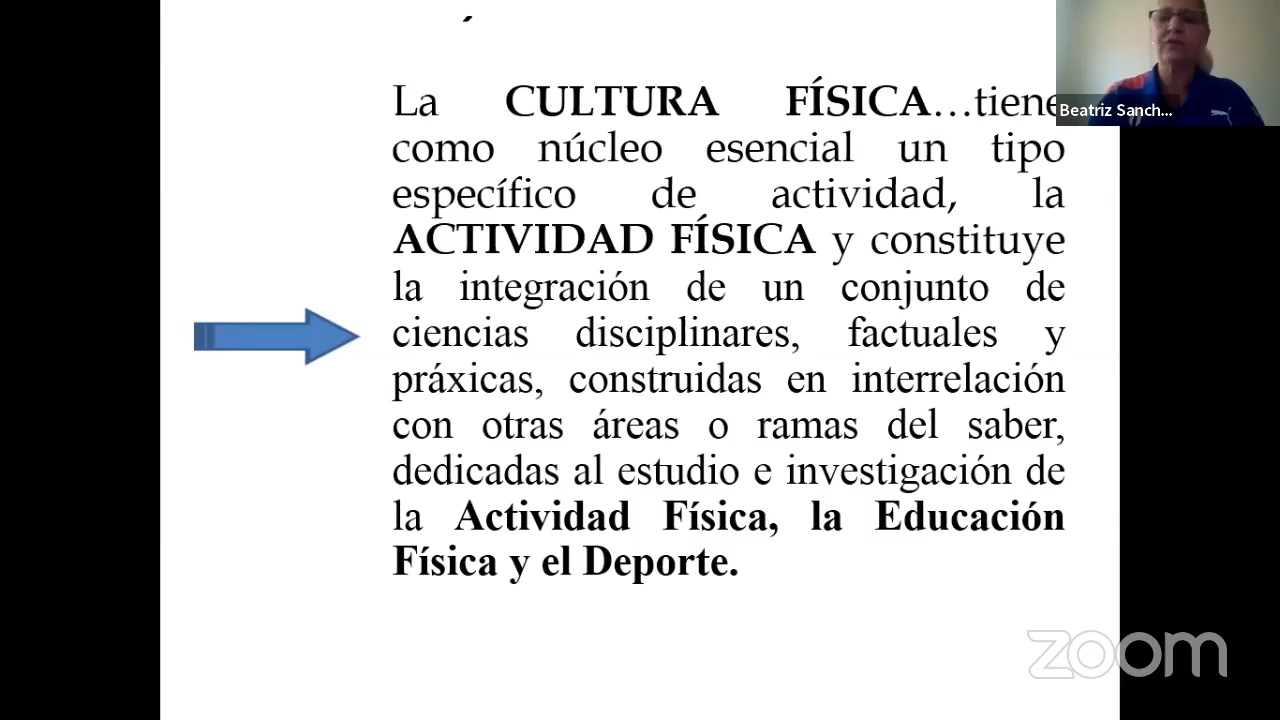 La CULTURA FÍSICA…tiene
como núcleo esencial un tipo
específico de actividad, la
ACTIVIDAD FÍSICA y constituye
la integración de un conjunto de
ciencias disciplinares, factuales y
práxicas, construidas en interrelación
con otras áreas o ramas del saber,
dedicadas al estudio e investigación de
la Actividad Física, la Educación
Física y el Deporte.
Beatriz Sanch...
zoom